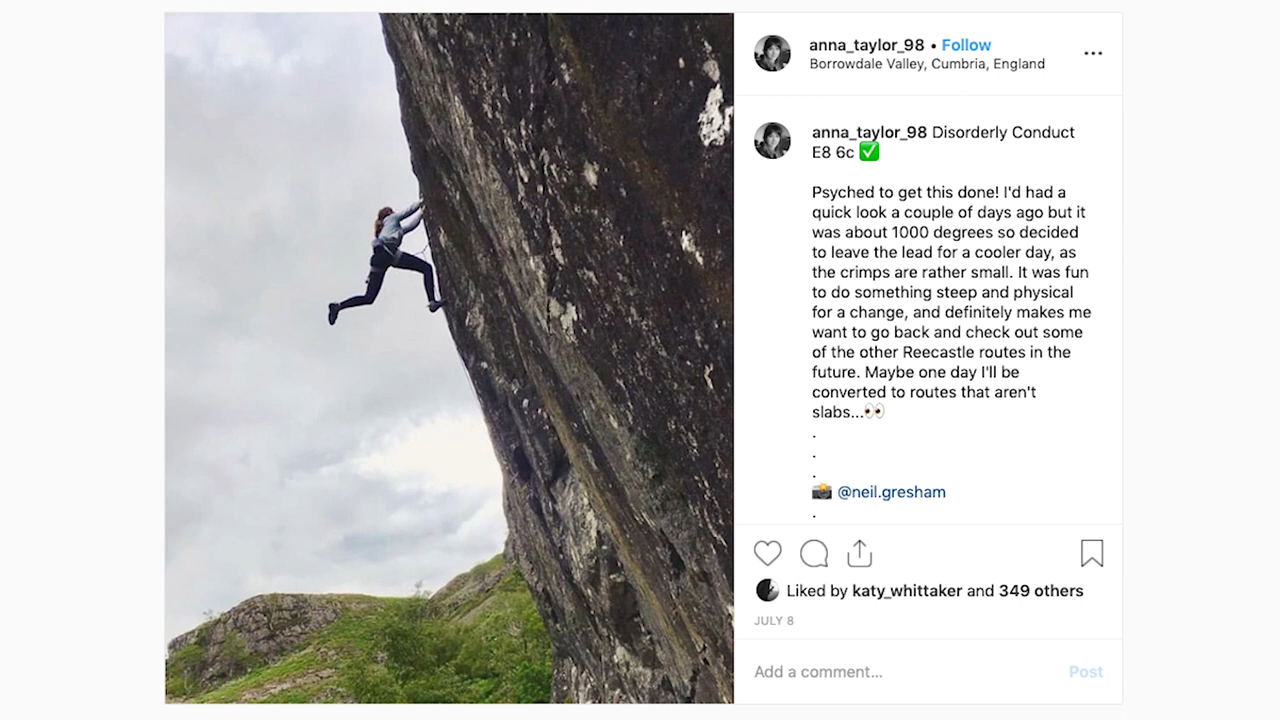 anna_taylor_98 • Follow
Borrowdale Valley, Cumbria, England
anna_taylor_98 Disorderly Conduct
E8 6c ✅
Psyched to get this done! I'd had a
quick look a couple of days ago but it
was about 1000 degrees so decided
to leave the lead for a cooler day, as
the crimps are rather small. It was fun
to do something steep and physical
for a change, and definitely makes me
want to go back and check out some
of the other Reecastle routes in the
future. Maybe one day I'll be
converted to routes that aren't
slabs...👀
.
.
.
📸 @neil.gresham
.
Liked by katy_whittaker and 349 others
JULY 8
Add a comment...
Post